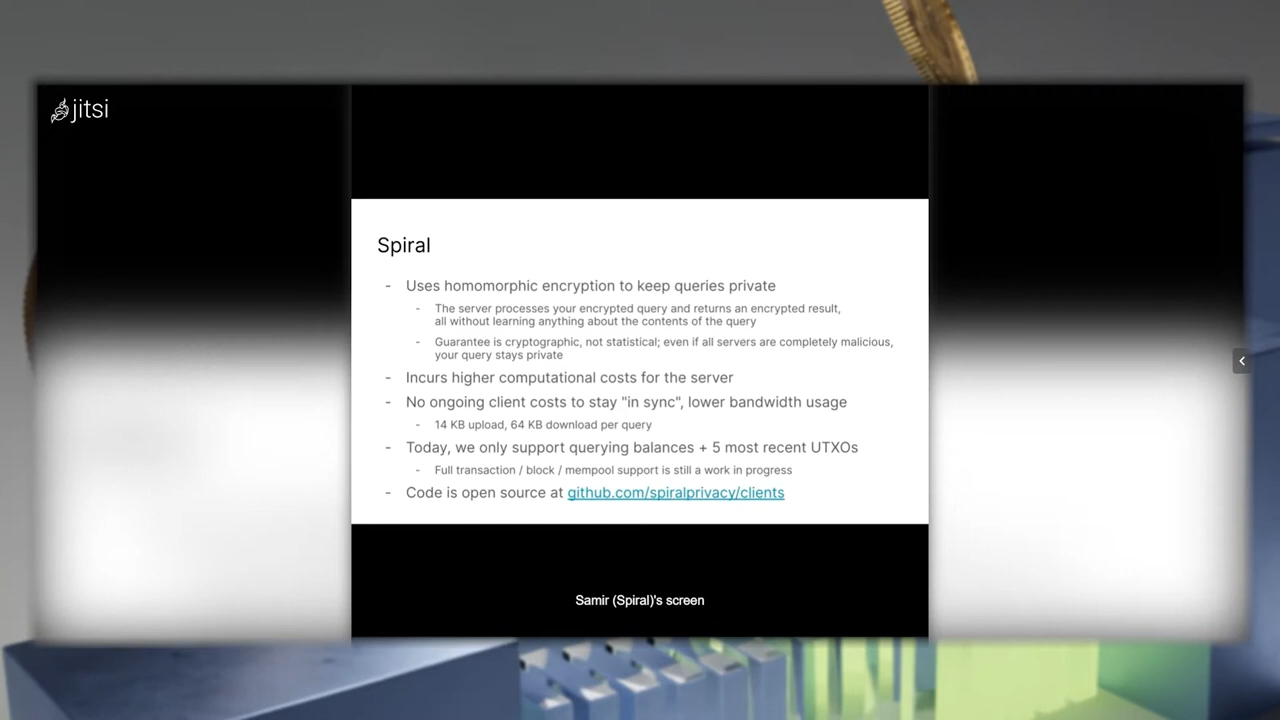 jitsi
Spiral
- Uses homomorphic encryption to keep queries private
- The server processes your encrypted query and returns an encrypted result,
all without learning anything about the contents of the query
- Guarantee is cryptographic, not statistical; even if all servers are completely malicious,
your query stays private
- Incurs higher computational costs for the server
- No ongoing client costs to stay "in sync", lower bandwidth usage
- 14 KB upload, 64 KB download per query
- Today, we only support querying balances + 5 most recent UTXOs
- Full transaction / block / mempool support is still a work in progress
- Code is open source at github.com/spiralprivacy/clients
Samir (Spiral)'s screen